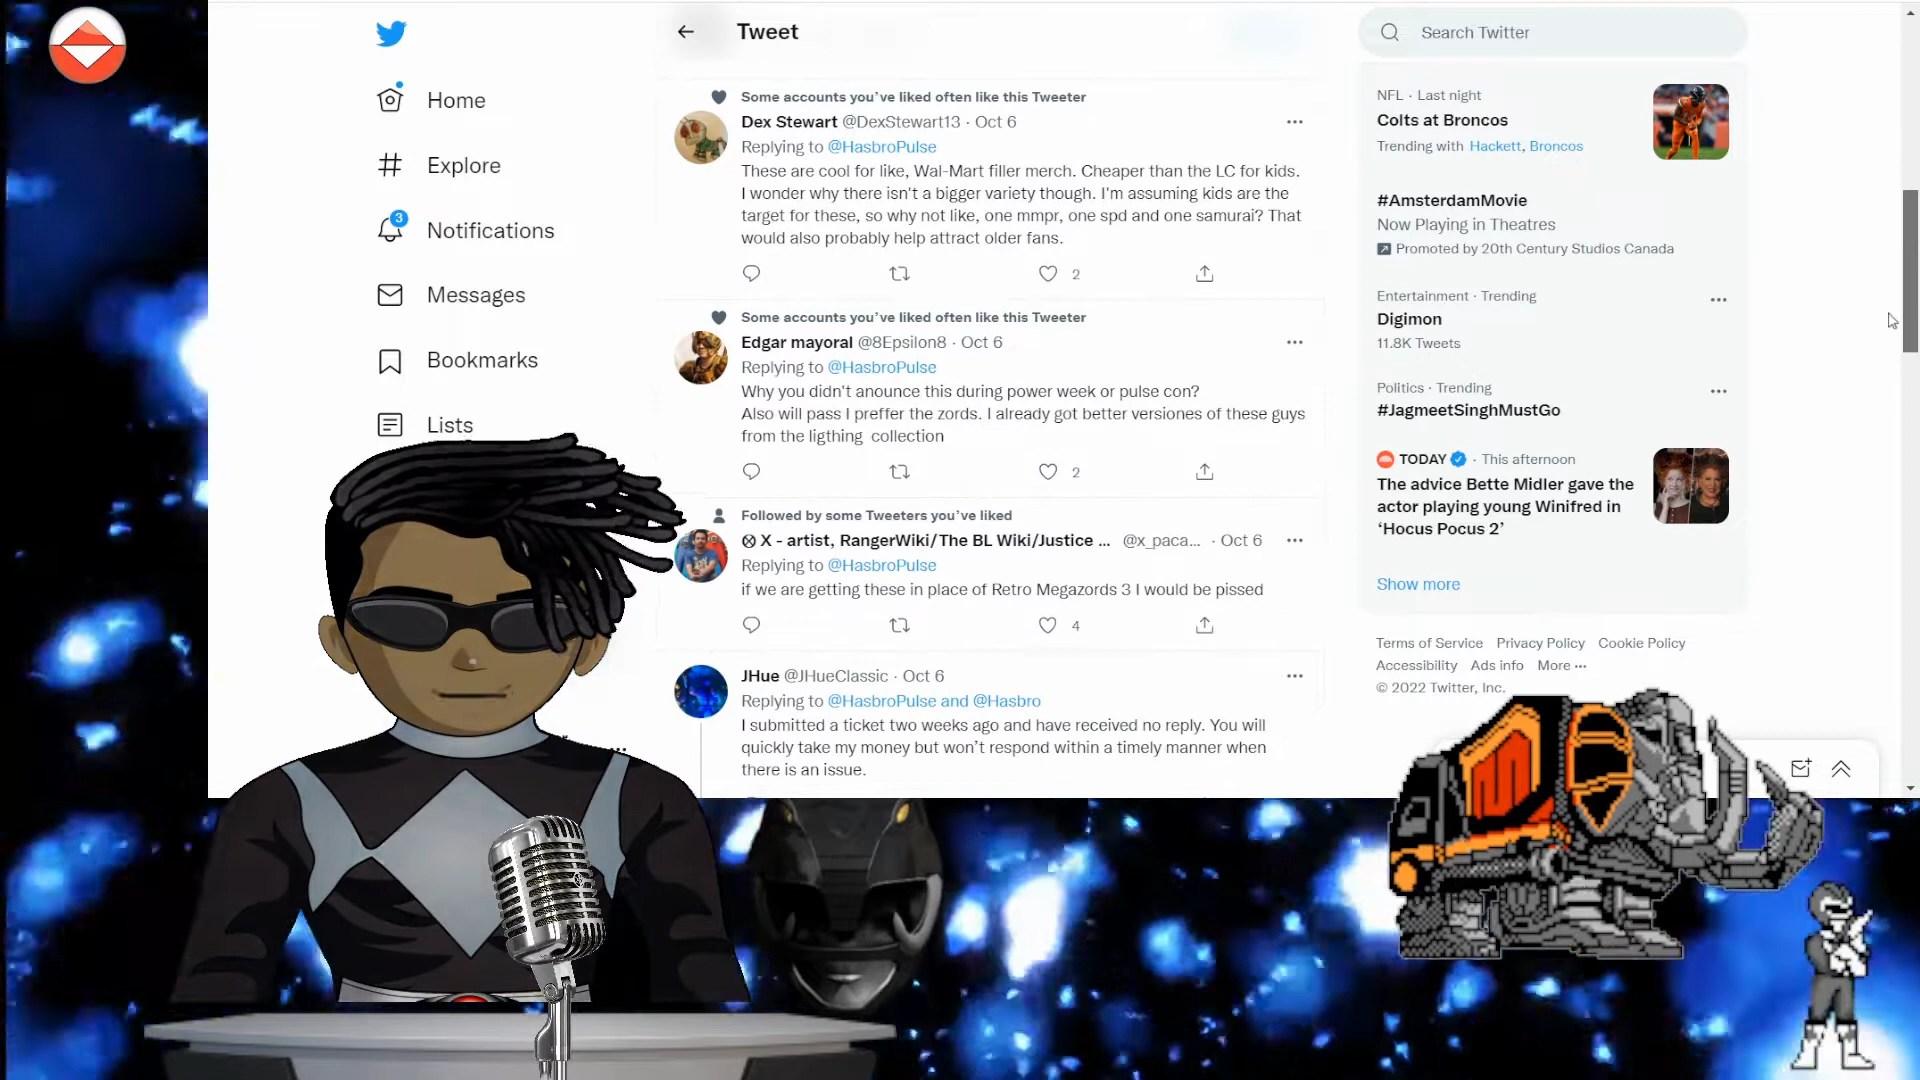 Home
Explore
3
Notifications
Messages
Bookmarks
Lists
Tweet
Some accounts you've liked often like this Tweeter
Dex Stewart @DexStewart13 · Oct 6
Replying to @HasbroPulse
These are cool for like, Wal-Mart filler merch. Cheaper than the LC for kids.
I wonder why there isn't a bigger variety though. I'm assuming kids are the
target for these, so why not like, one mmpr, one spd and one samurai? That
would also probably help attract older fans.
2
Some accounts you've liked often like this Tweeter
Edgar mayoral @8Epsilon8 · Oct 6
Replying to @HasbroPulse
Why you didn't anounce this during power week or pulse con?
Also will pass I preffer the zords. I already got better versiones of these guys
from the ligthing collection
2
Followed by some Tweeters you've liked
X - artist, RangerWiki/The BL Wiki/Justice ... @x_paca... · Oct 6
Replying to @HasbroPulse
if we are getting these in place of Retro Megazords 3 I would be pissed
4
JHue @JHueClassic · Oct 6
Replying to @HasbroPulse and @Hasbro
I submitted a ticket two weeks ago and have received no reply. You will
quickly take my money but won't respond within a timely manner when
there is an issue.
Search Twitter
NFL · Last night
Colts at Broncos
Trending with Hackett, Broncos
#AmsterdamMovie
Now Playing in Theatres
Promoted by 20th Century Studios Canada
Entertainment · Trending
Digimon
11.8K Tweets
Politics · Trending
#JagmeetSinghMustGo
TODAY · This afternoon
The advice Bette Midler gave the
actor playing young Winifred in
'Hocus Pocus 2'
Show more
Terms of Service Privacy Policy Cookie Policy
Accessibility Ads info More ···
© 2022 Twitter, Inc.